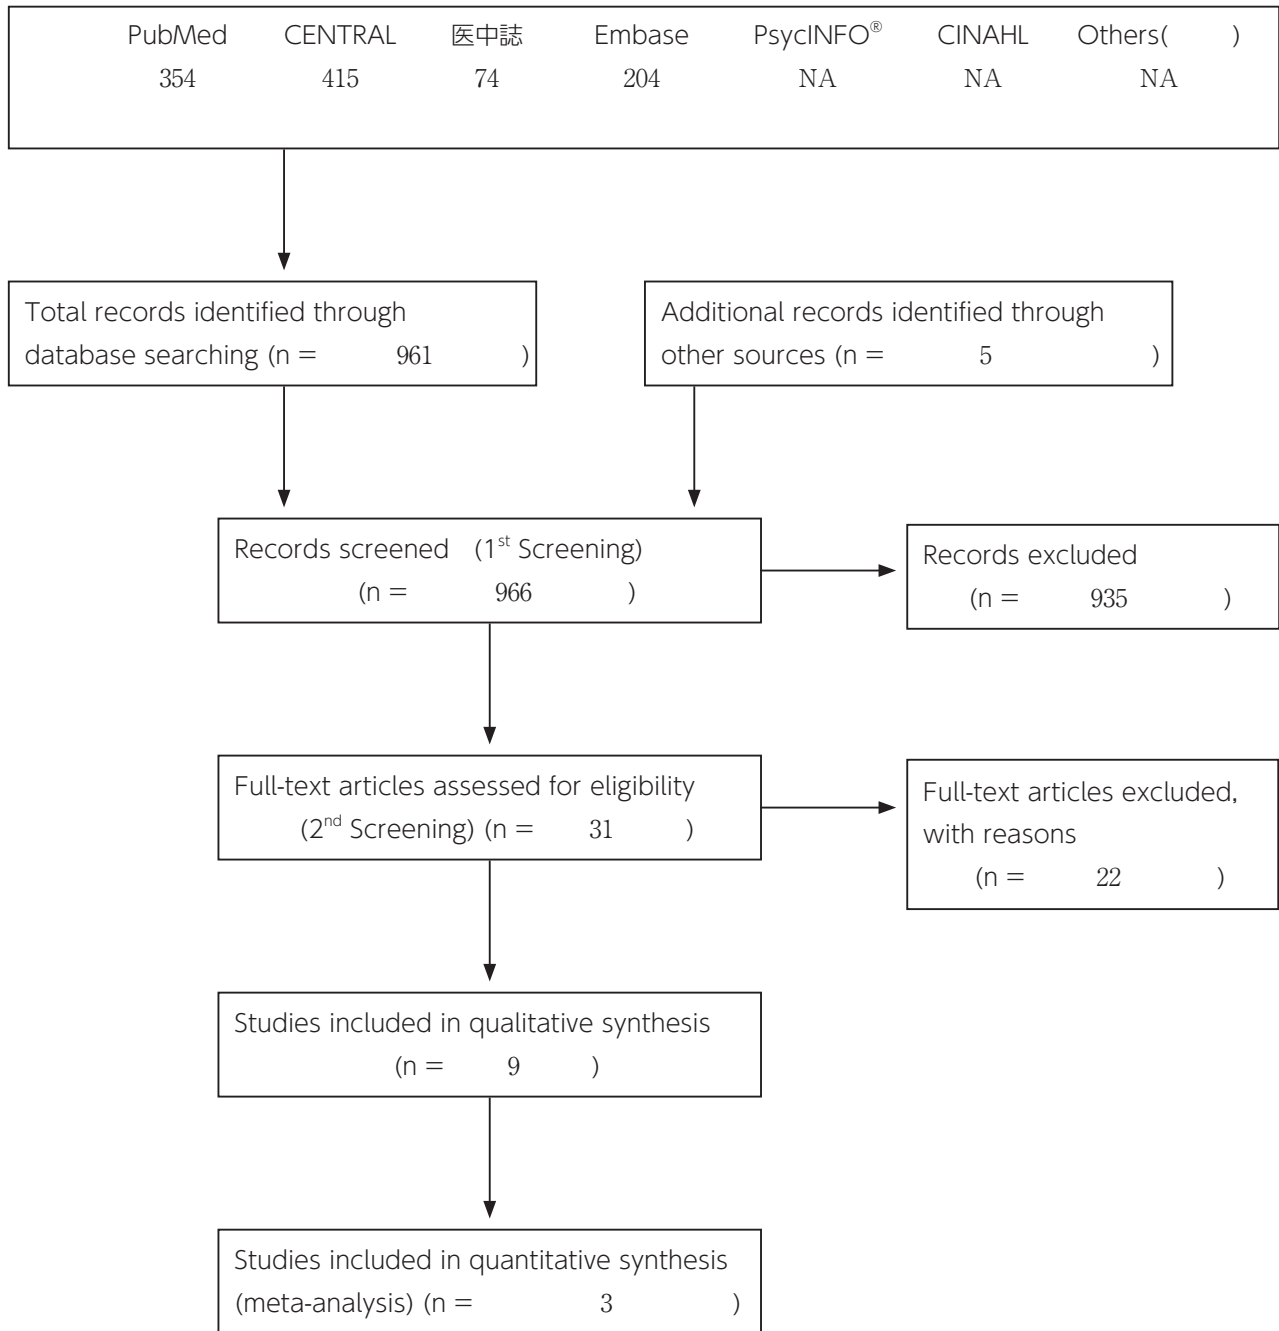 PubMed CENTRAL 医中誌 Embase PsycINFO® CINAHL Others( )
354 415 74 204 NA NA NA
Total records identified through
database searching (n = 961 )
Additional records identified through
other sources (n = 5 )
Records screened (1st Screening)
(n = 966 )
Records excluded
(n = 935 )
Full-text articles assessed for eligibility
(2nd Screening) (n = 31 )
Full-text articles excluded,
with reasons
(n = 22 )
Studies included in qualitative synthesis
(n = 9 )
Studies included in quantitative synthesis
(meta-analysis) (n = 3 )